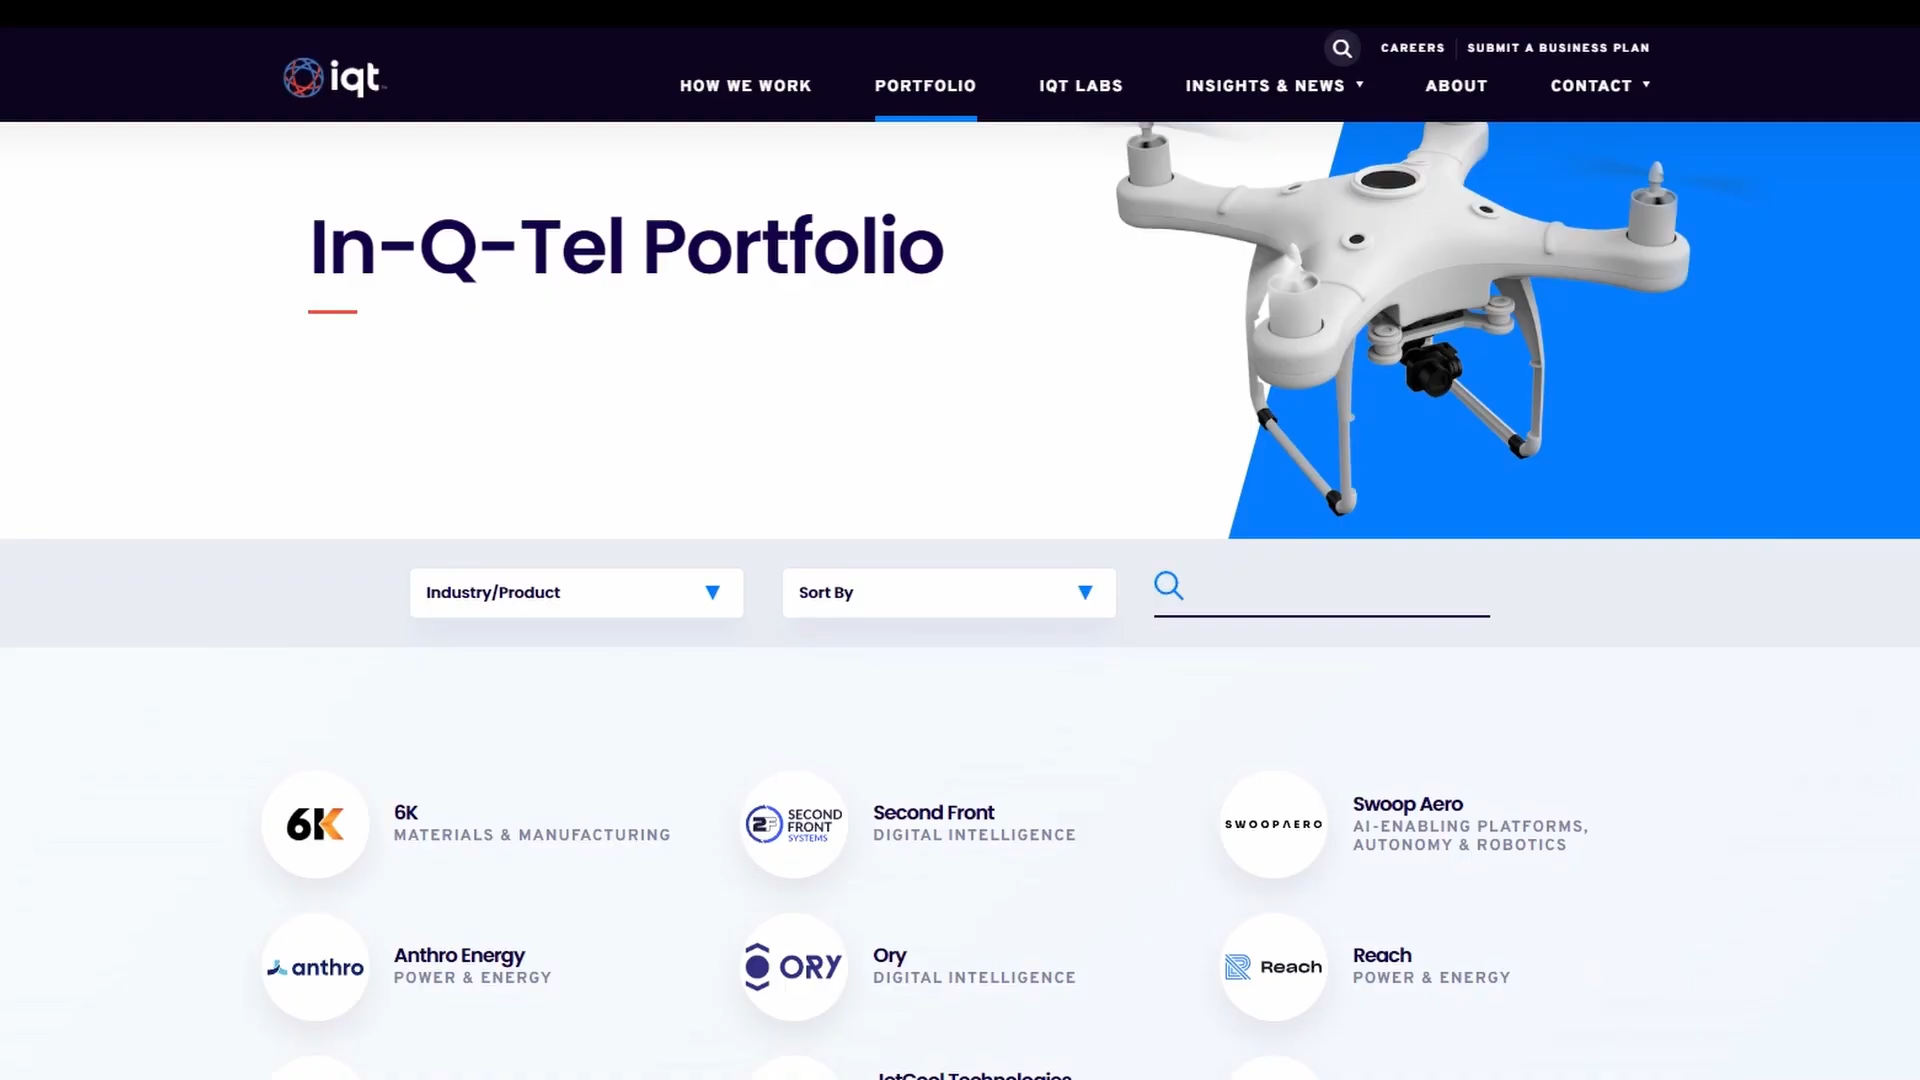 CAREERS
SUBMIT A BUSINESS PLAN
iqt
HOW WE WORK
PORTFOLIO
IQT LABS
INSIGHTS & NEWS
ABOUT
CONTACT
In-Q-Tel Portfolio
Industry/Product
Sort By
6K
6K
MATERIALS & MANUFACTURING
2F
SECOND
FRONT
SYSTEMS
Second Front
DIGITAL INTELLIGENCE
SWOOPAERO
Swoop Aero
AI-ENABLING PLATFORMS,
AUTONOMY & ROBOTICS
anthro
Anthro Energy
POWER & ENERGY
ORY
Ory
DIGITAL INTELLIGENCE
Reach
Reach
POWER & ENERGY
JetCool Technologies